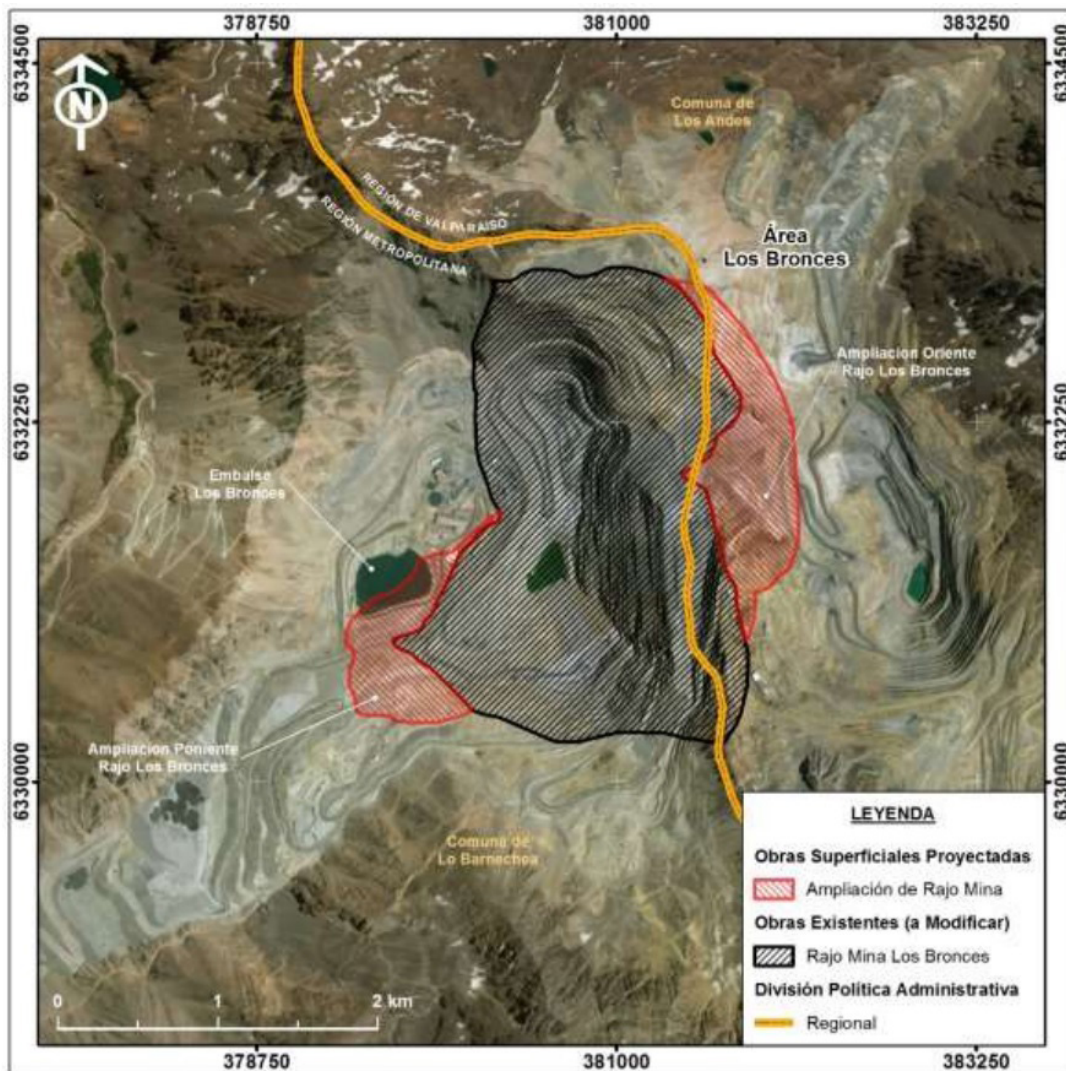 378750 381000 383250
6334500 6334500
N
Comuna de
Los Andes
REGIÓN DE VALPARAISO
REGIÓN METROPOLITANA
Área
Los Bronces
Ampliacion Oriente
Rajo Los Bronces
6332250 6332250
Embalse
Los Bronces
Ampliacion Poniente
Rajo Los Bronces
6330000 6330000
Comuna de
Lo Barnechea
LEYENDA
Obras Superficiales Proyectadas
Ampliación de Rajo Mina
Obras Existentes (a Modificar)
Rajo Mina Los Bronces
División Política Administrativa
Regional
0 1 2 km
378750 381000 383250